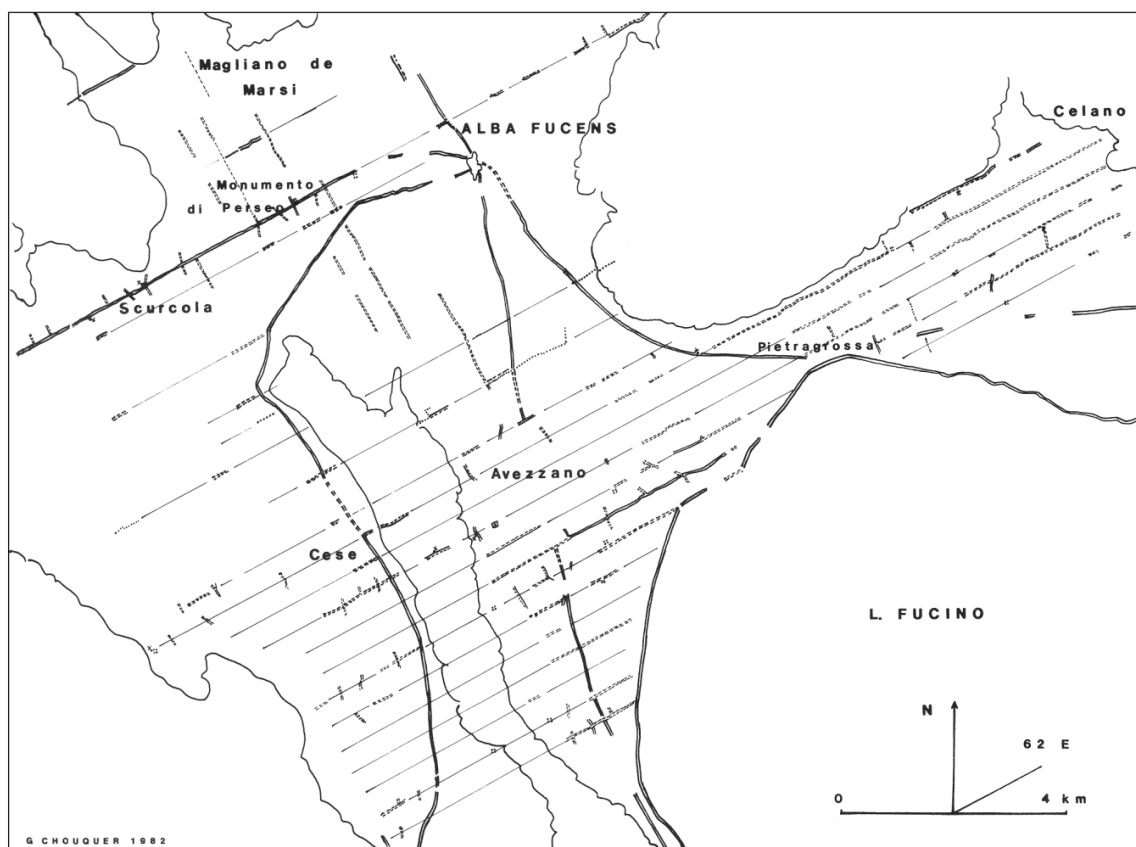 Magliano de
Marsi
Celano
ALBA FUCENS
Monumento
di Perseo
Scurcola
Pietragrossa
Avezzano
Cese
L. FUCINO
N
62 E
0 4 km
G CHOUQUER 1982